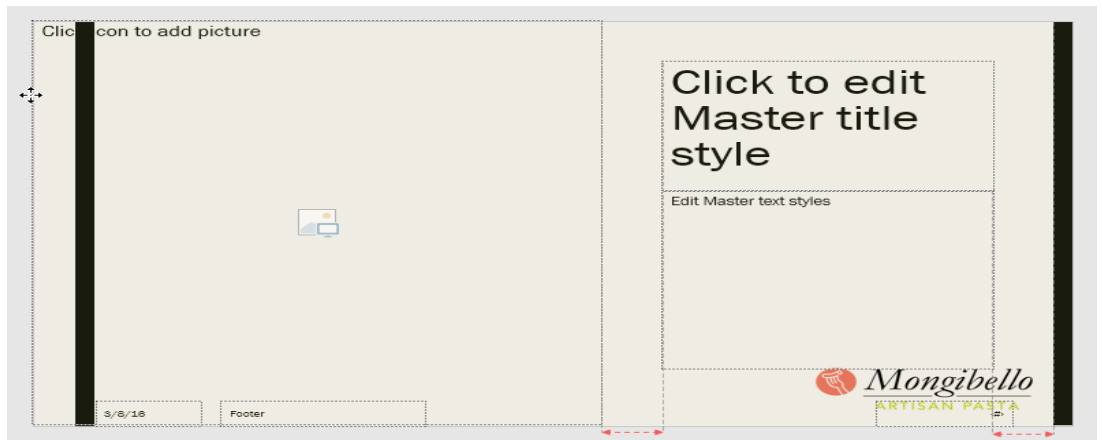 Clic con to add picture
Click to edit
Master title
style
Edit Master text styles
Mongibello
ARTISAN PASTA
3/8/16
Footer